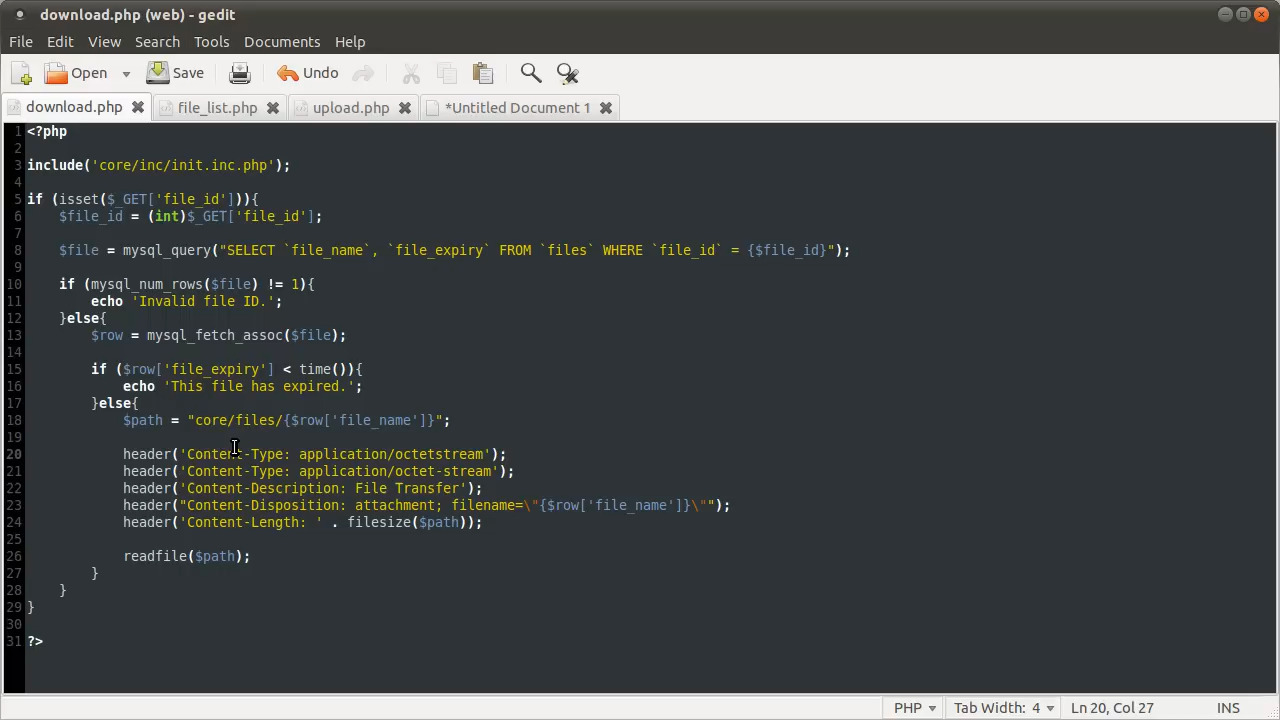 download.php (web) - gedit
File Edit View Search Tools Documents Help
Open Save Undo
download.php file_list.php upload.php *Untitled Document 1
1 <?php
2
3 include('core/inc/init.inc.php');
4
5 if (isset($_GET['file_id'])){
6 $file_id = (int)$_GET['file_id'];
7
8 $file = mysql_query("SELECT `file_name`, `file_expiry` FROM `files` WHERE `file_id` = {$file_id}");
9
10 if (mysql_num_rows($file) != 1){
11 echo 'Invalid file ID.';
12 }else{
13 $row = mysql_fetch_assoc($file);
14
15 if ($row['file_expiry'] < time()){
16 echo 'This file has expired.';
17 }else{
18 $path = "core/files/{$row['file_name']}";
19
20 header('Content-Type: application/octetstream');
21 header('Content-Type: application/octet-stream');
22 header('Content-Description: File Transfer');
23 header("Content-Disposition: attachment; filename=\"{$row['file_name']}\"");
24 header('Content-Length: ' . filesize($path));
25
26 readfile($path);
27 }
28 }
29 }
30
31 ?>
PHP Tab Width: 4 Ln 20, Col 27 INS